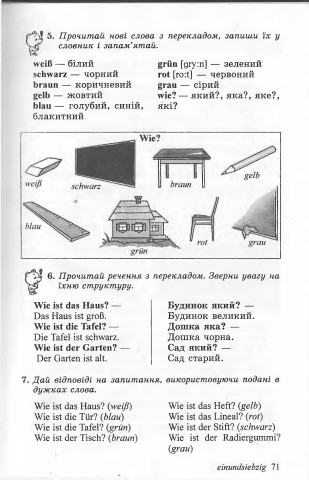 5. Прочитай нові слова з перекладом, запиши їх у
словник і запам'ятай.
weiß — білий
schwarz — чорний
braun — коричневий
gelb — жовтий
blau — голубий, синій,
блакитний
grün [gry:n] — зелений
rot [ro:t] — червоний
grau — сірий
wie? — який?, яка?, яке?,
які?
Wie?
weiß
schwarz
braun
gelb
blau
grün
rot
grau
6. Прочитай речення з перекладом. Зверни увагу на
їхню структуру.
Wie ist das Haus? —
Das Haus ist groß.
Wie ist die Tafel? —
Die Tafel ist schwarz.
Wie ist der Garten? —
Der Garten ist alt.
Будинок який? —
Будинок великий.
Дошка яка? —
Дошка чорна.
Сад який? —
Сад старий.
7. Дай відповіді на запитання, використовуючи подані в
дужках слова.
Wie ist das Haus? (weiß)
Wie ist die Tür? (blau)
Wie ist die Tafel? (grün)
Wie ist der Tisch? (braun)
Wie ist das Heft? (gelb)
Wie ist das Lineal? (rot)
Wie ist der Stift? (schwarz)
Wie ist der Radiergummi?
(grau)
einundsiebzig 71